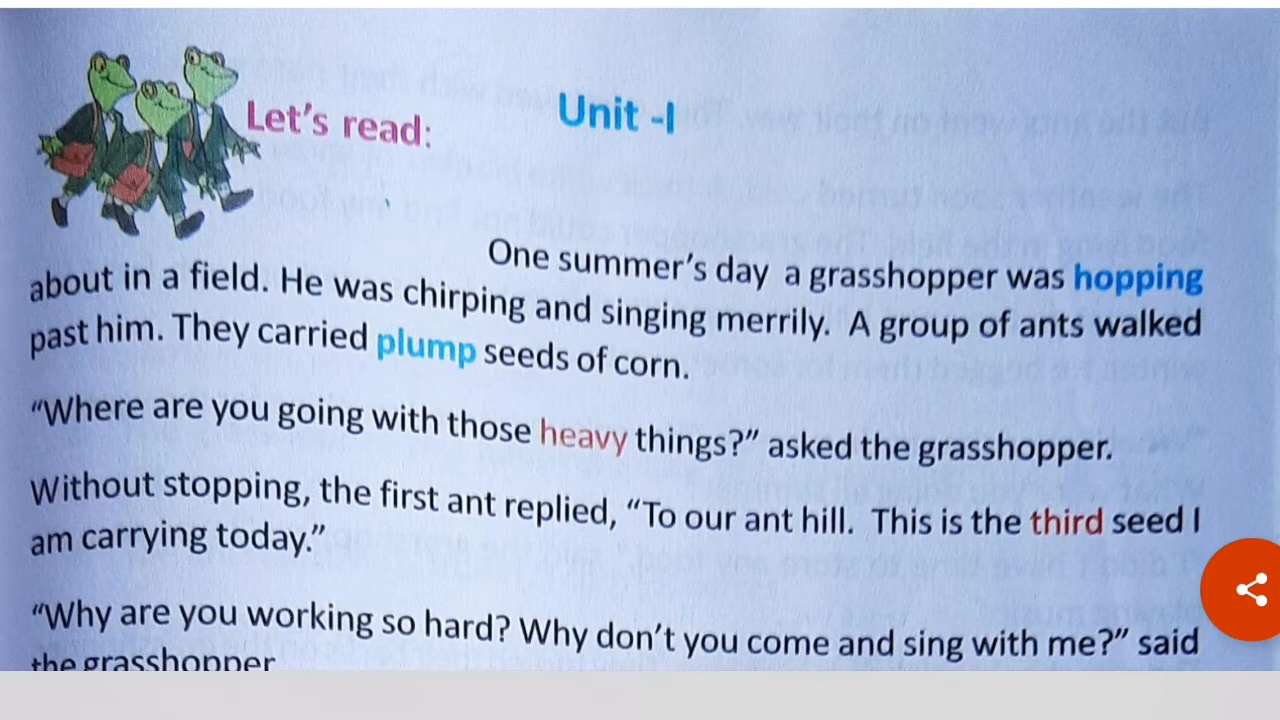 Let's read:
Unit -I
One summer's day a grasshopper was hopping
about in a field. He was chirping and singing merrily. A group of ants walked
past him. They carried plump seeds of corn.
"Where are you going with those heavy things?" asked the grasshopper.
Without stopping, the first ant replied, "To our ant hill. This is the third seed I
am carrying today."
"Why are you working so hard? Why don't you come and sing with me?" said
the grasshopper